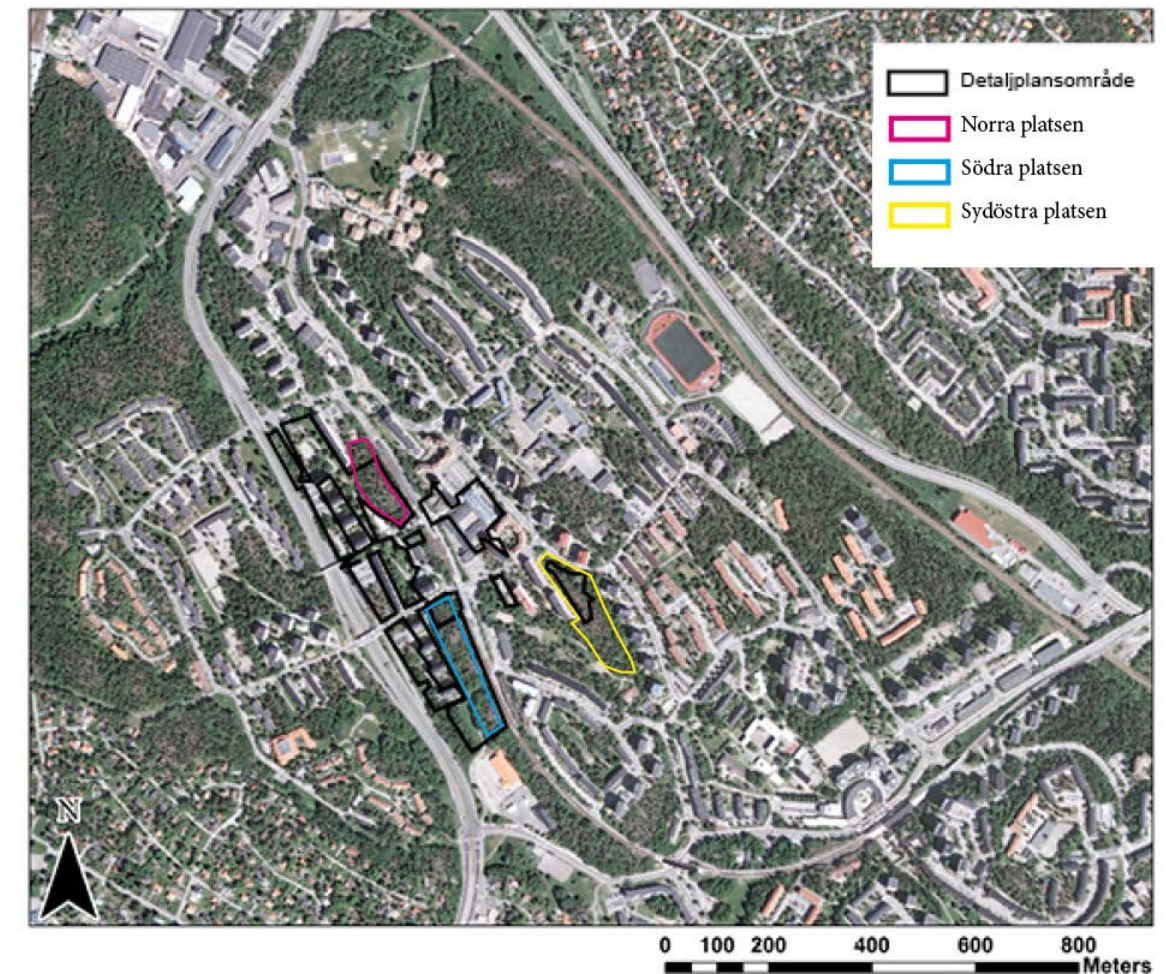 Detaljplansområde
Norra platsen
Södra platsen
Sydöstra platsen
N
0 100 200 400 600 800
Meters